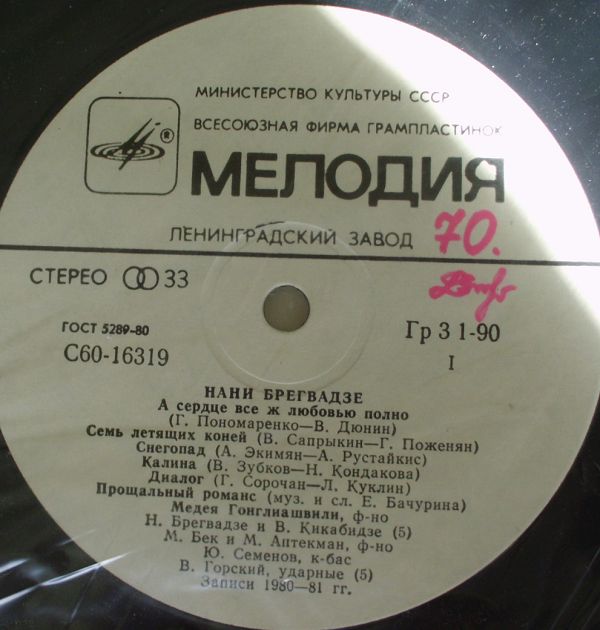 МИНИСТЕРСТВО КУЛЬТУРЫ СССР
ВСЕСОЮЗНАЯ ФИРМА ГРАМПЛАСТИНОК
®
МЕЛОДИЯ
ЛЕНИНГРАДСКИЙ ЗАВОД
70.
СТЕРЕО 33
ГОСТ 5289-80
Гр 3 1-90
С60-16319
I
НАНИ БРЕГВАДЗЕ
А сердце все ж любовью полно
(Г. Пономаренко—В. Дюнин)
Семь летящих коней (В. Сапрыкин—Г. Поженян)
Снегопад (А. Экимян—А. Рустайкис)
Калина (В. Зубков—Н. Кондакова)
Диалог (Г. Сорочан—Л. Куклин)
Прощальный романс (муз. и сл. Е. Бачурина)
Медея Гонглиашвили, ф-но
Н. Брегвадзе и В. Кикабидзе (5)
М. Бек и М. Аптекман, ф-но
Ю. Семенов, к-бас
В. Горский, ударные (5)
Записи 1980—81 гг.